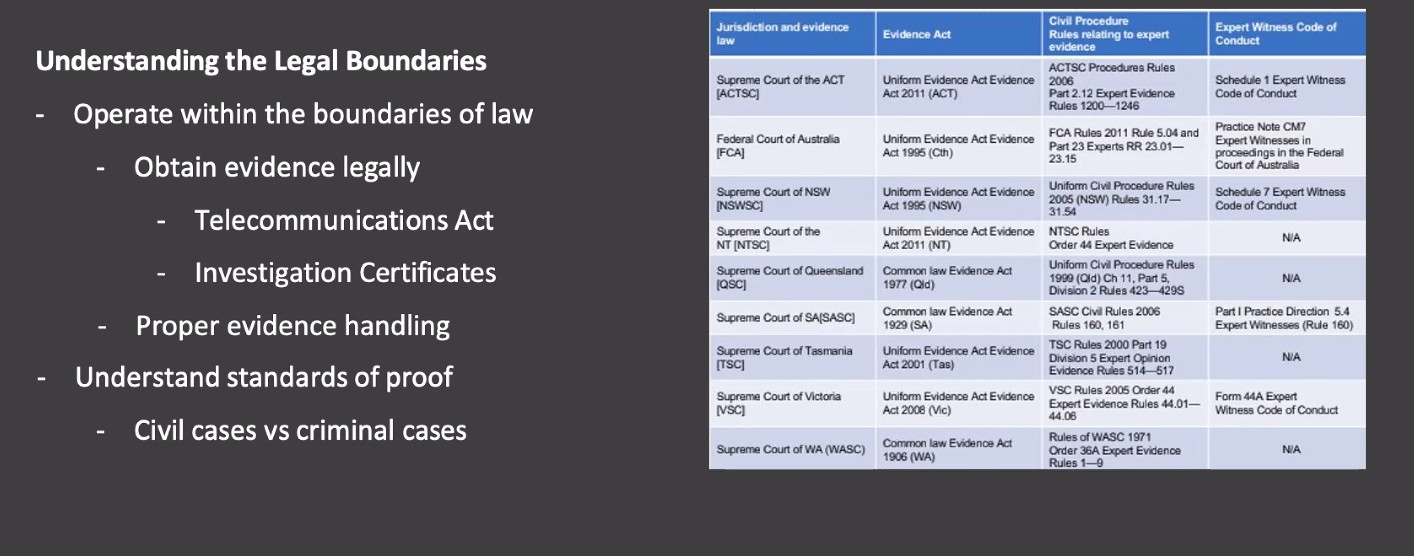 Understanding the Legal Boundaries
- Operate within the boundaries of law
- Obtain evidence legally
- Telecommunications Act
- Investigation Certificates
- Proper evidence handling
- Understand standards of proof
- Civil cases vs criminal cases
Jurisdiction and evidence
law
Evidence Act
Civil Procedure
Rules relating to expert
evidence
Expert Witness Code of
Conduct
Supreme Court of the ACT
[ACTSC]
Uniform Evidence Act Evidence
Act 2011 (ACT)
ACTSC Procedures Rules
2006
Part 2.12 Expert Evidence
Rules 1200—1246
Schedule 1 Expert Witness
Code of Conduct
Federal Court of Australia
[FCA]
Uniform Evidence Act Evidence
Act 1995 (Cth)
FCA Rules 2011 Rule 5.04 and
Part 23 Experts RR 23.01—
23.15
Practice Note CM7
Expert Witnesses in
proceedings in the Federal
Court of Australia
Supreme Court of NSW
[NSWSC]
Uniform Evidence Act Evidence
Act 1995 (NSW)
Uniform Civil Procedure Rules
2005 (NSW) Rules 31.17—
31.54
Schedule 7 Expert Witness
Code of Conduct
Supreme Court of the
NT [NTSC]
Uniform Evidence Act Evidence
Act 2011 (NT)
NTSC Rules
Order 44 Expert Evidence
N/A
Supreme Court of Queensland
[QSC]
Common law Evidence Act
1977 (Qld)
Uniform Civil Procedure Rules
1999 (Qld) Ch 11, Part 5,
Division 2 Rules 423—429S
N/A
Supreme Court of SA[SASC]
Common law Evidence Act
1929 (SA)
SASC Civil Rules 2006
Rules 160, 161
Part I Practice Direction 5.4
Expert Witnesses (Rule 160)
Supreme Court of Tasmania
[TSC]
Uniform Evidence Act Evidence
Act 2001 (Tas)
TSC Rules 2000 Part 19
Division 5 Expert Opinion
Evidence Rules 514—517
N/A
Supreme Court of Victoria
[VSC]
Uniform Evidence Act Evidence
Act 2008 (Vic)
VSC Rules 2005 Order 44
Expert Evidence Rules 44.01—
44.06
Form 44A Expert
Witness Code of Conduct
Supreme Court of WA (WASC)
Common law Evidence Act
1906 (WA)
Rules of WASC 1971
Order 36A Expert Evidence
Rules 1—9
N/A